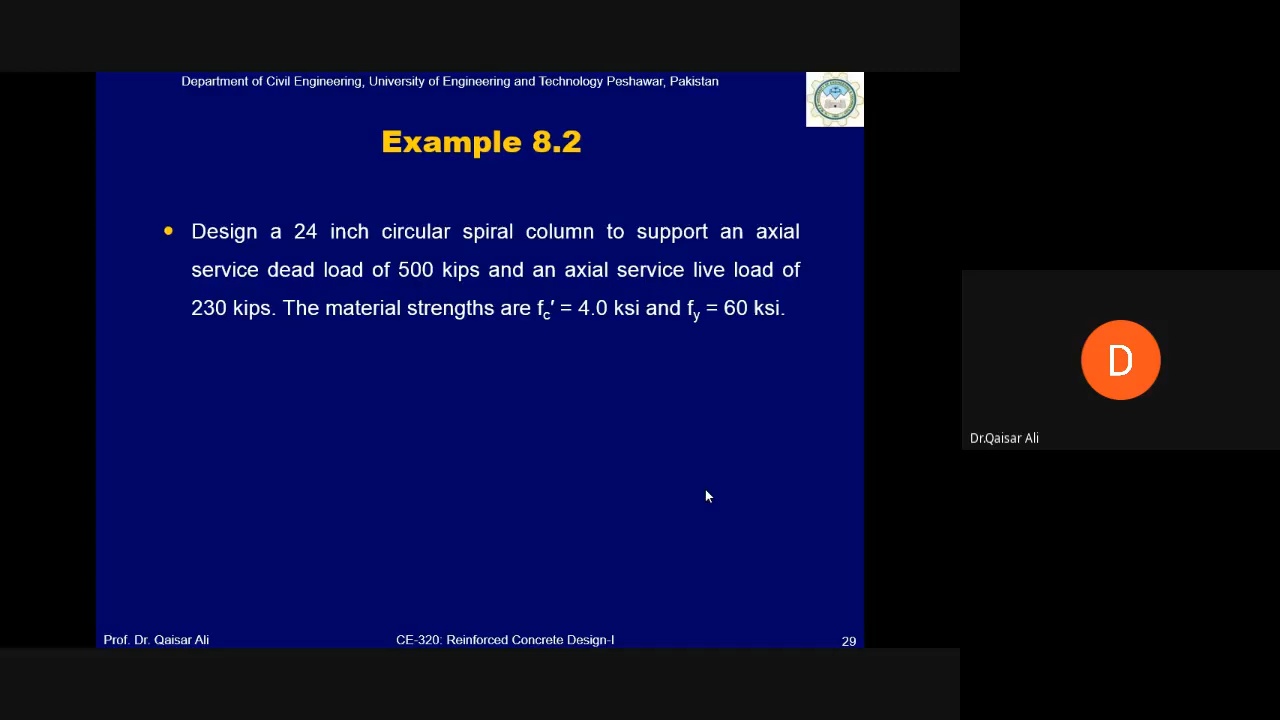 Department of Civil Engineering, University of Engineering and Technology Peshawar, Pakistan
Example 8.2
• Design a 24 inch circular spiral column to support an axial
service dead load of 500 kips and an axial service live load of
230 kips. The material strengths are fc′ = 4.0 ksi and fy = 60 ksi.
D
Dr.Qaisar Ali
Prof. Dr. Qaisar Ali
CE-320: Reinforced Concrete Design-I
29